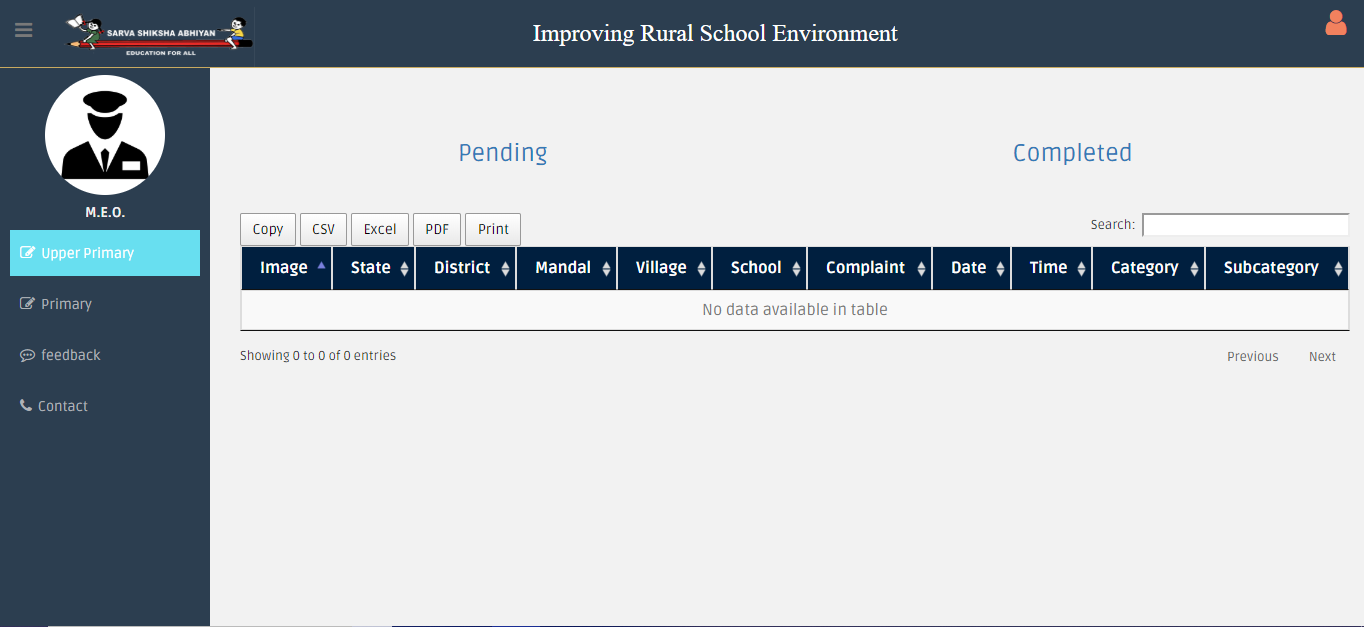 SARVA SHIKSHA ABHIYAN
EDUCATION FOR ALL
Improving Rural School Environment
M.E.O.
Upper Primary
Primary
feedback
Contact
Pending Completed
Copy CSV Excel PDF Print Search:
Image State District Mandal Village School Complaint Date Time Category Subcategory
No data available in table
Showing 0 to 0 of 0 entries Previous Next